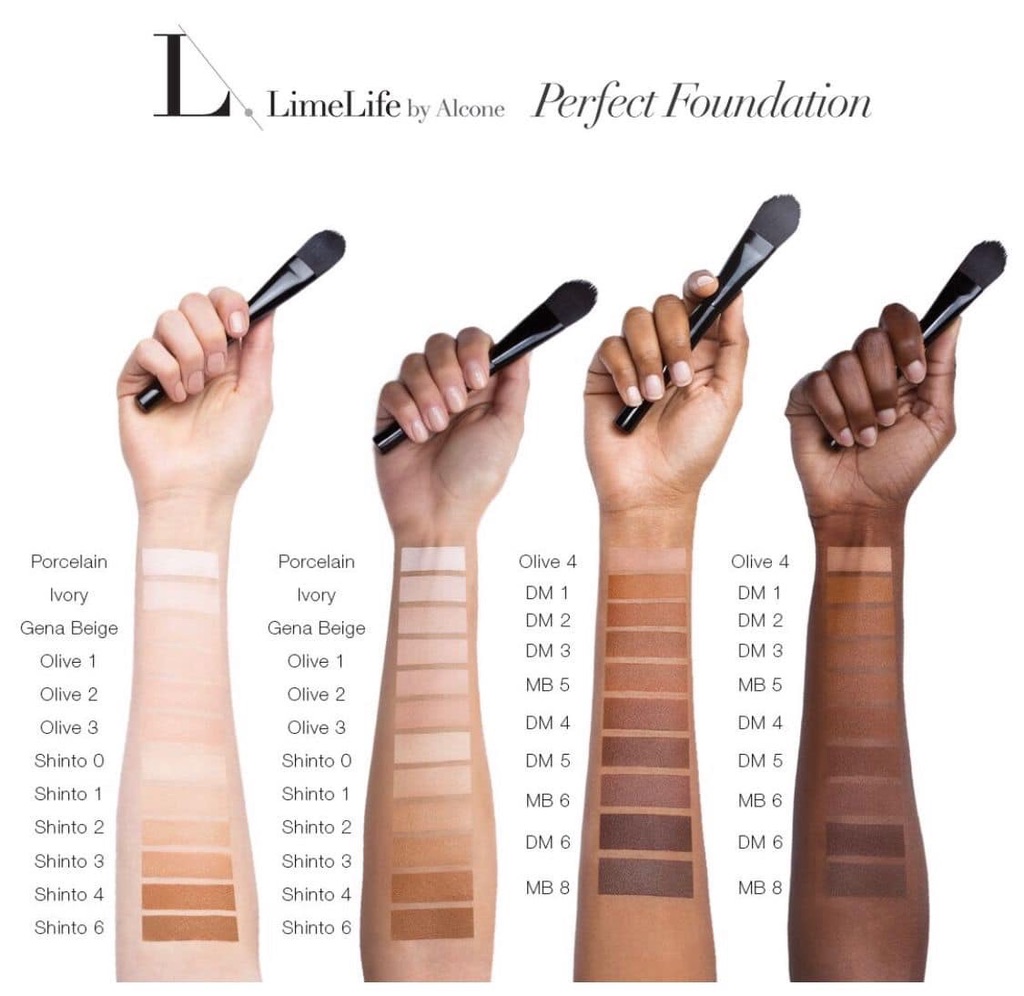 L.
LimeLife by Alcone
Perfect Foundation
Porcelain
Ivory
Gena Beige
Olive 1
Olive 2
Olive 3
Shinto 0
Shinto 1
Shinto 2
Shinto 3
Shinto 4
Shinto 6
Porcelain
Ivory
Gena Beige
Olive 1
Olive 2
Olive 3
Shinto 0
Shinto 1
Shinto 2
Shinto 3
Shinto 4
Shinto 6
Olive 4
DM 1
DM 2
DM 3
MB 5
DM 4
DM 5
MB 6
DM 6
MB 8
Olive 4
DM 1
DM 2
DM 3
MB 5
DM 4
DM 5
MB 6
DM 6
MB 8